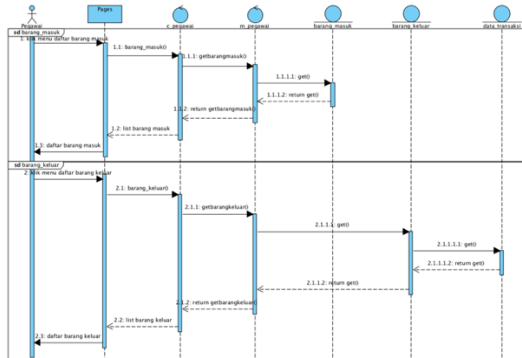 Pegawai
Pages
c_pegawai
m_pegawai
barang_masuk
barang_keluar
data_transaksi
sd barang_masuk
1: klik menu daftar barang masuk
1.1: barang_masuk()
1.1.1: getbarangmasuk()
1.1.1.1: get()
1.1.1.2: return get()
1.1.2: return getbarangmasuk()
1.2: list barang masuk
1.3: daftar barang masuk
sd barang_keluar
2: klik menu daftar barang keluar
2.1: barang_keluar()
2.1.1: getbarangkeluar()
2.1.1.1: get()
2.1.1.1.1: get()
2.1.1.1.2: return get()
2.1.1.2: return get()
2.1.2: return getbarangkeluar()
2.2: list barang keluar
2.3: daftar barang keluar